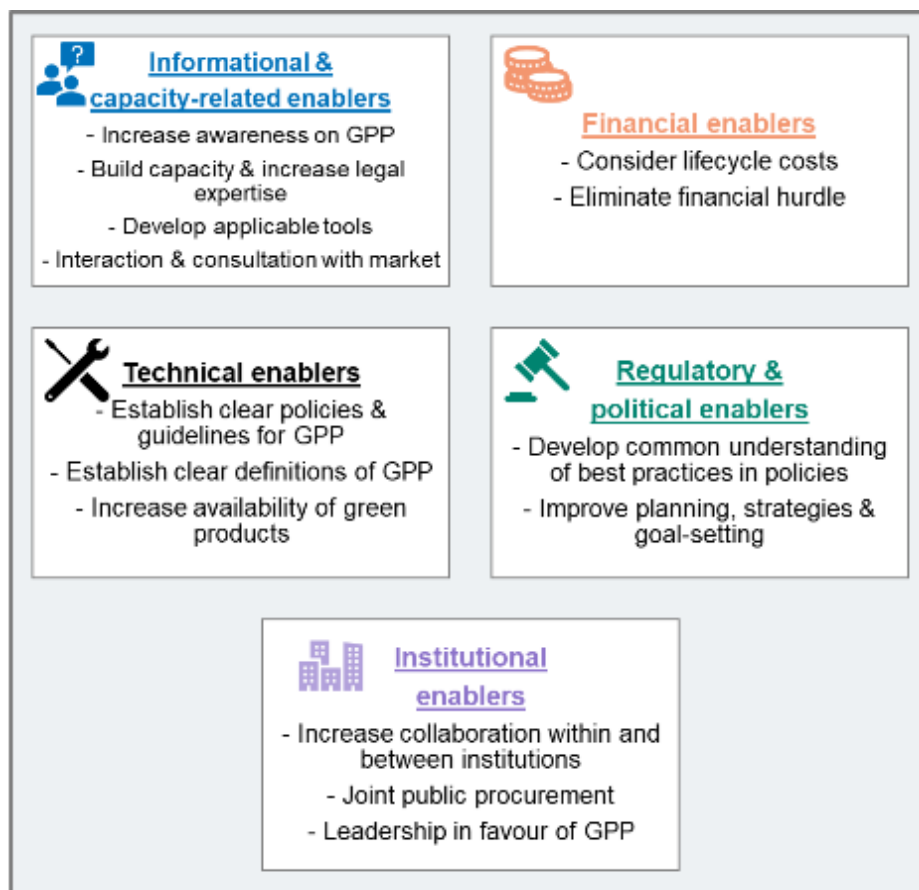 ?
Informational &
capacity-related enablers
- Increase awareness on GPP
- Build capacity & increase legal
expertise
- Develop applicable tools
- Interaction & consultation with market
Financial enablers
- Consider lifecycle costs
- Eliminate financial hurdle
Technical enablers
- Establish clear policies &
guidelines for GPP
- Establish clear definitions of GPP
- Increase availability of green
products
Regulatory &
political enablers
- Develop common understanding
of best practices in policies
- Improve planning, strategies &
goal-setting
Institutional
enablers
- Increase collaboration within and
between institutions
- Joint public procurement
- Leadership in favour of GPP